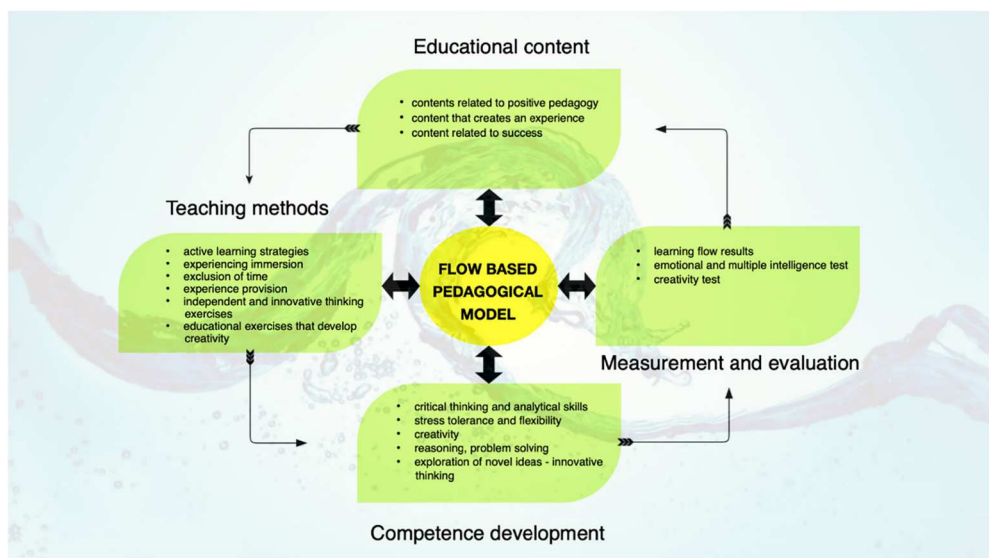 Educational content
• contents related to positive pedagogy
• content that creates an experience
• content related to success
Teaching methods
• active learning strategies
• experiencing immersion
• exclusion of time
• experience provision
• independent and innovative thinking
exercises
• educational exercises that develop
creativity
FLOW BASED
PEDAGOGICAL
MODEL
• learning flow results
• emotional and multiple intelligence test
• creativity test
Measurement and evaluation
• critical thinking and analytical skills
• stress tolerance and flexibility
• creativity
• reasoning, problem solving
• exploration of novel ideas - innovative
thinking
Competence development